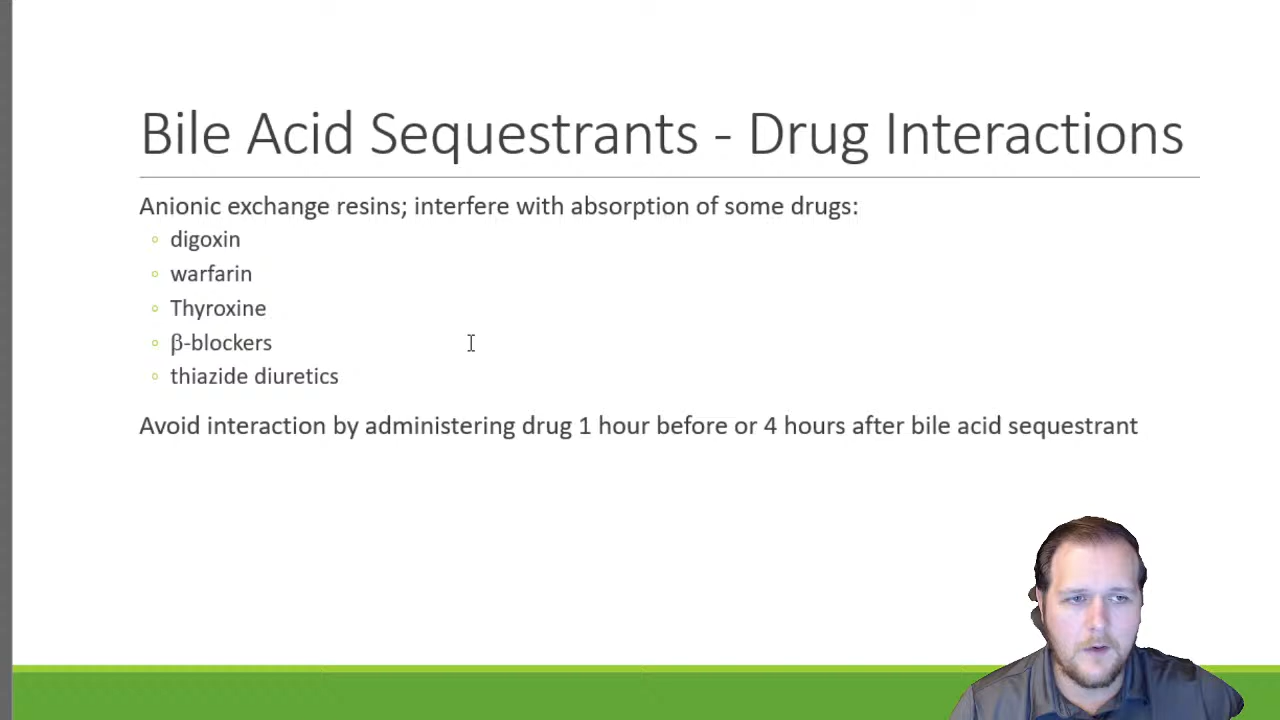 Bile Acid Sequestrants - Drug Interactions
Anionic exchange resins; interfere with absorption of some drugs:
◦ digoxin
◦ warfarin
◦ Thyroxine
◦ β-blockers
◦ thiazide diuretics
Avoid interaction by administering drug 1 hour before or 4 hours after bile acid sequestrant